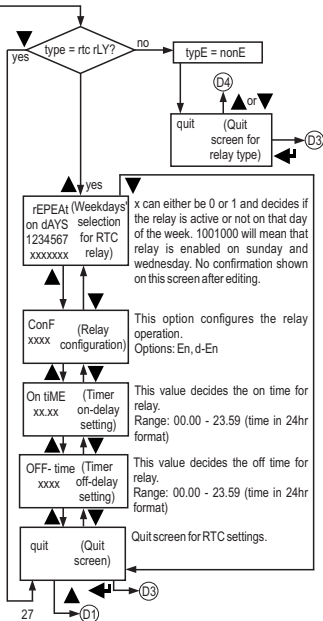 type = rtc rLY?
yes
no
typE = nonE
D4
or
quit (Quit screen for relay type)
D3
yes
rEPEAt on dAYS 1234567 xxxxxxx
(Weekdays' selection for RTC relay)
x can either be 0 or 1 and decides if
the relay is active or not on that day
of the week. 1001000 will mean that
relay is enabled on sunday and
wednesday. No confirmation shown
on this screen after editing.
ConF xxxx
(Relay configuration)
This option configures the relay
operation.
Options: En, d-En
On tiME xx.xx
(Timer on-delay setting)
This value decides the on time for
relay.
Range: 00.00 - 23.59 (time in 24hr
format)
OFF- time xxxx
(Timer off-delay setting)
This value decides the off time for
relay.
Range: 00.00 - 23.59 (time in 24hr
format)
quit (Quit screen)
Quit screen for RTC settings.
D3
27
D1